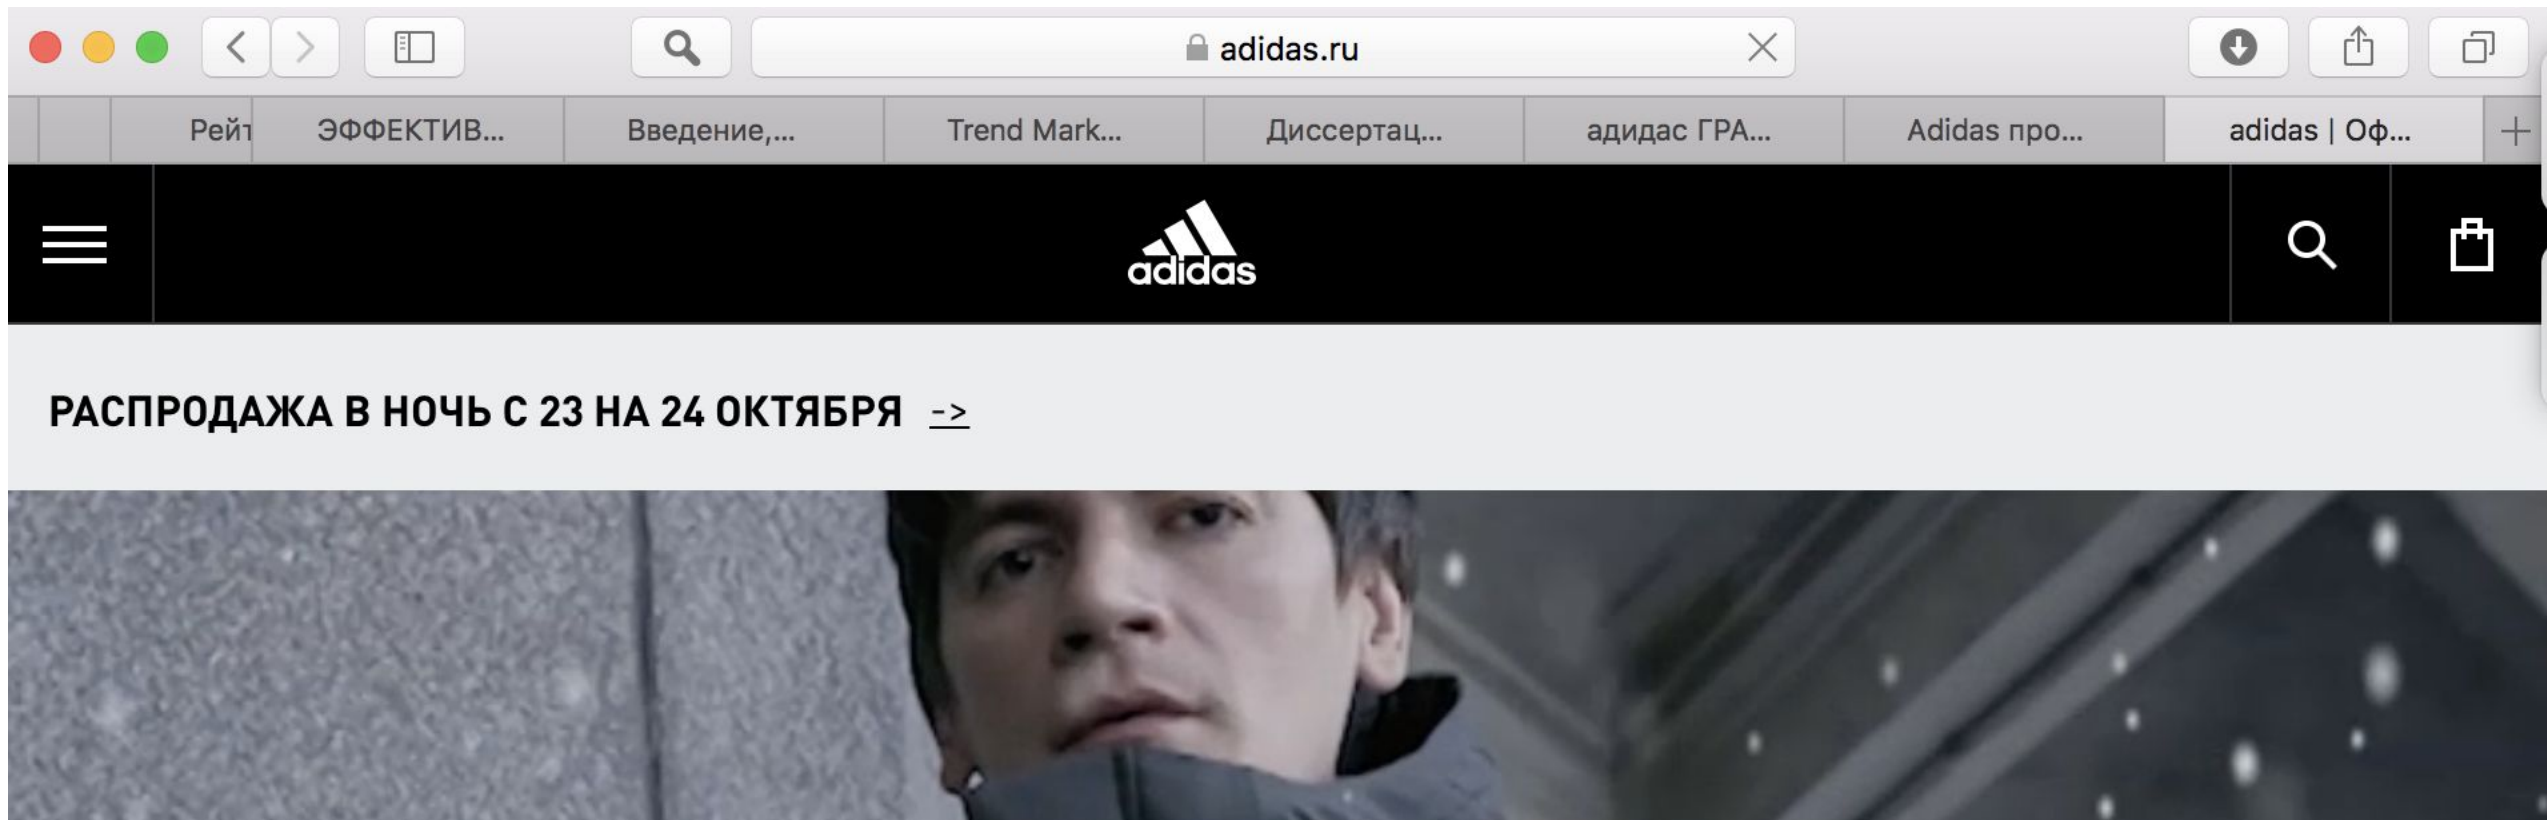 adidas.ru
Рейт ЭФФЕКТИВ... Введение,... Trend Mark... Диссертац... адидас ГРА... Adidas про... adidas | Оф...
adidas
РАСПРОДАЖА В НОЧЬ С 23 НА 24 ОКТЯБРЯ ->